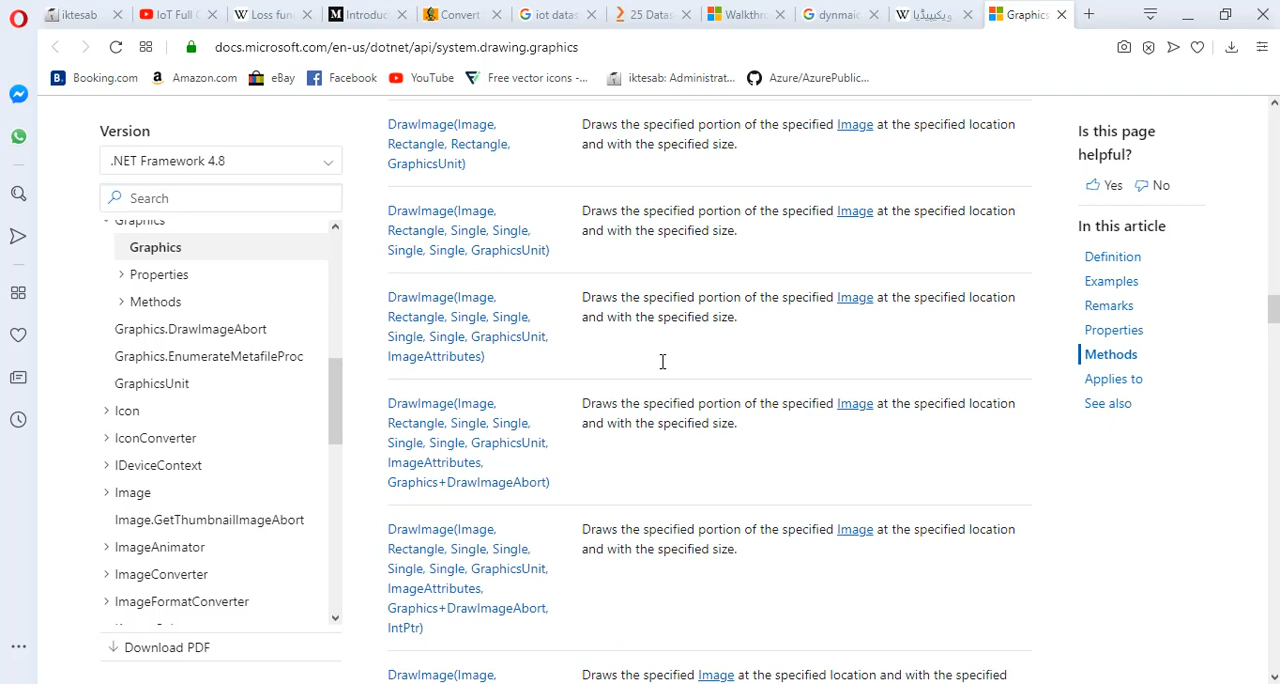 iktesab
IoT Full C
Loss fun
Introduc
Convert
iot datas
25 Datas
Walkthro
dynmaic
ويكيپيڈيا
Graphics
docs.microsoft.com/en-us/dotnet/api/system.drawing.graphics
Booking.com
Amazon.com
eBay
Facebook
YouTube
Free vector icons -...
iktesab: Administrat...
Azure/AzurePublic...
Version
.NET Framework 4.8
Search
Graphics
Graphics
Properties
Methods
Graphics.DrawImageAbort
Graphics.EnumerateMetafileProc
GraphicsUnit
Icon
IconConverter
IDeviceContext
Image
Image.GetThumbnailImageAbort
ImageAnimator
ImageConverter
ImageFormatConverter
Download PDF
DrawImage(Image,
Rectangle, Rectangle,
GraphicsUnit)
Draws the specified portion of the specified Image at the specified location
and with the specified size.
DrawImage(Image,
Rectangle, Single, Single,
Single, Single, GraphicsUnit)
Draws the specified portion of the specified Image at the specified location
and with the specified size.
DrawImage(Image,
Rectangle, Single, Single,
Single, Single, GraphicsUnit,
ImageAttributes)
Draws the specified portion of the specified Image at the specified location
and with the specified size.
DrawImage(Image,
Rectangle, Single, Single,
Single, Single, GraphicsUnit,
ImageAttributes,
Graphics+DrawImageAbort)
Draws the specified portion of the specified Image at the specified location
and with the specified size.
DrawImage(Image,
Rectangle, Single, Single,
Single, Single, GraphicsUnit,
ImageAttributes,
Graphics+DrawImageAbort,
IntPtr)
Draws the specified portion of the specified Image at the specified location
and with the specified size.
DrawImage(Image,
Draws the specified Image at the specified location and with the specified
Is this page
helpful?
Yes No
In this article
Definition
Examples
Remarks
Properties
Methods
Applies to
See also